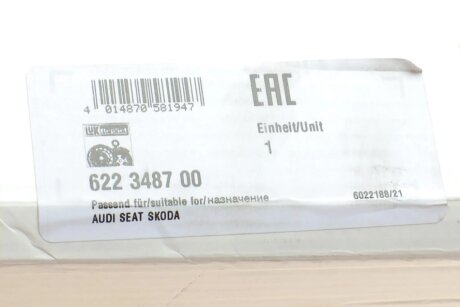 4 014870 581947
EAC
LuK
Einheit/Unit
1
622 3487 00
Passend für/suitable for/назначение
6022188/21
AUDI SEAT SKODA